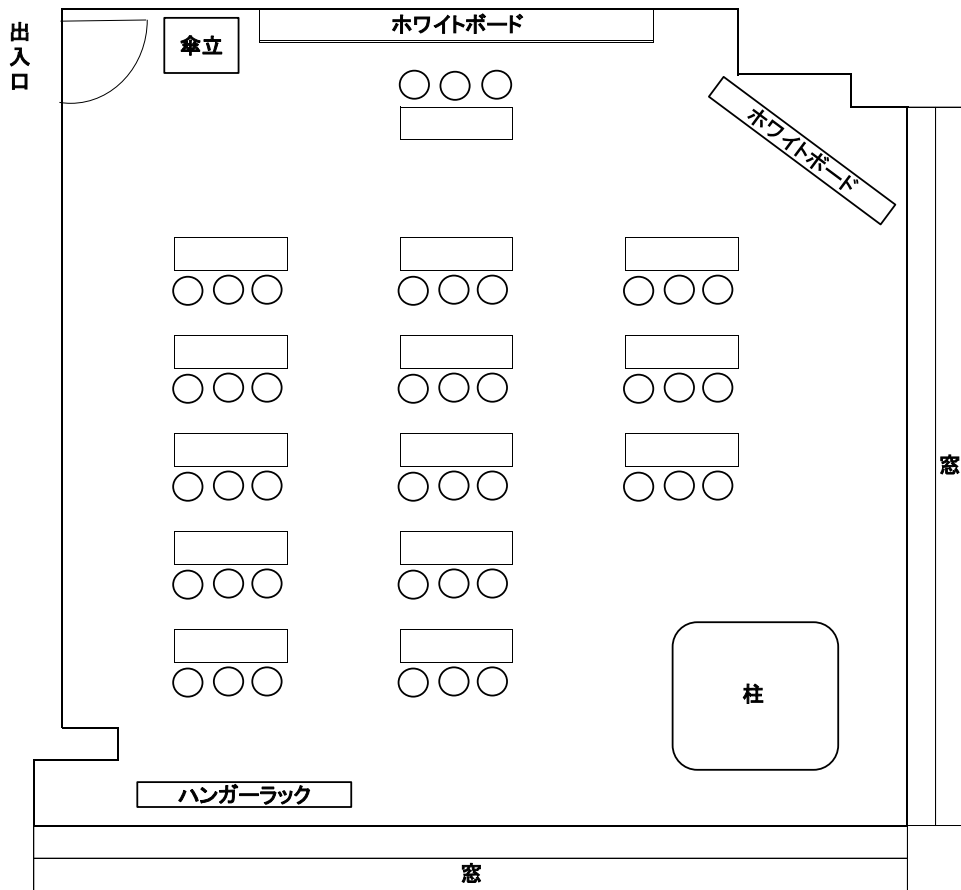 出入口
傘立
ホワイトボード
ホワイトボード
窓
柱
ハンガーラック
窓